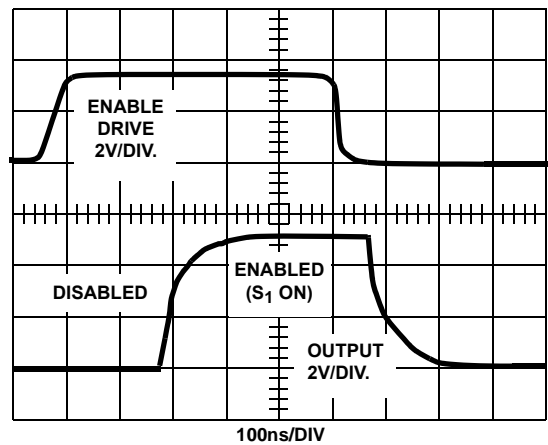 ENABLE
DRIVE
2V/DIV.
DISABLED
ENABLED
(S1 ON)
OUTPUT
2V/DIV.
100ns/DIV